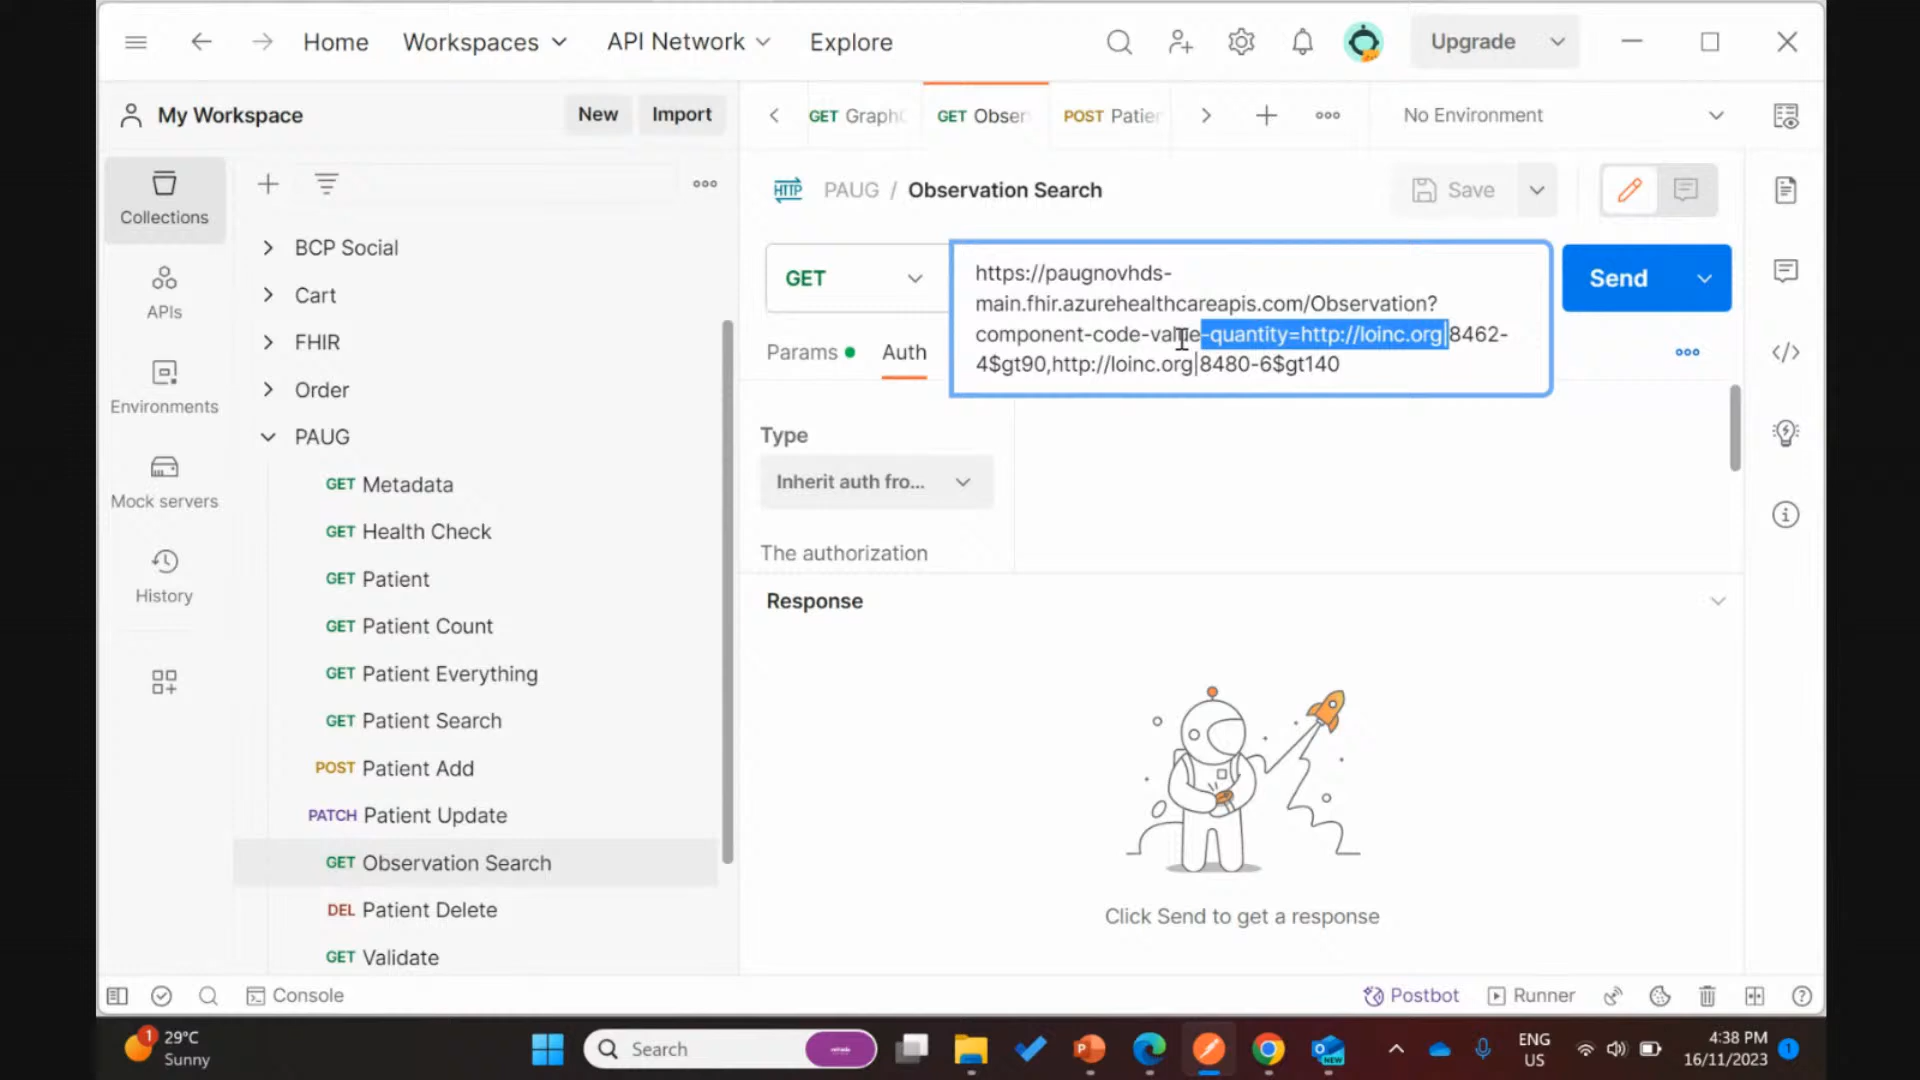 Home Workspaces API Network Explore Upgrade
My Workspace New Import
GET GraphQ GET Obser POST Patier No Environment
HTTP PAUG / Observation Search Save
Collections
APIs
Environments
Mock servers
History
BCP Social
Cart
FHIR
Order
PAUG
GET Metadata
GET Health Check
GET Patient
GET Patient Count
GET Patient Everything
GET Patient Search
POST Patient Add
PATCH Patient Update
GET Observation Search
DEL Patient Delete
GET Validate
GET
https://paugnovhds-
main.fhir.azurehealthcareapis.com/Observation?
component-code-value-quantity=http://loinc.org|8462-
4$gt90,http://loinc.org|8480-6$gt140
Send
Params Auth
Type
Inherit auth fro...
The authorization
Response
Click Send to get a response
Console Postbot Runner
1 29°C
Sunny
Search
NEW
ENG
US
4:38 PM
16/11/2023
1